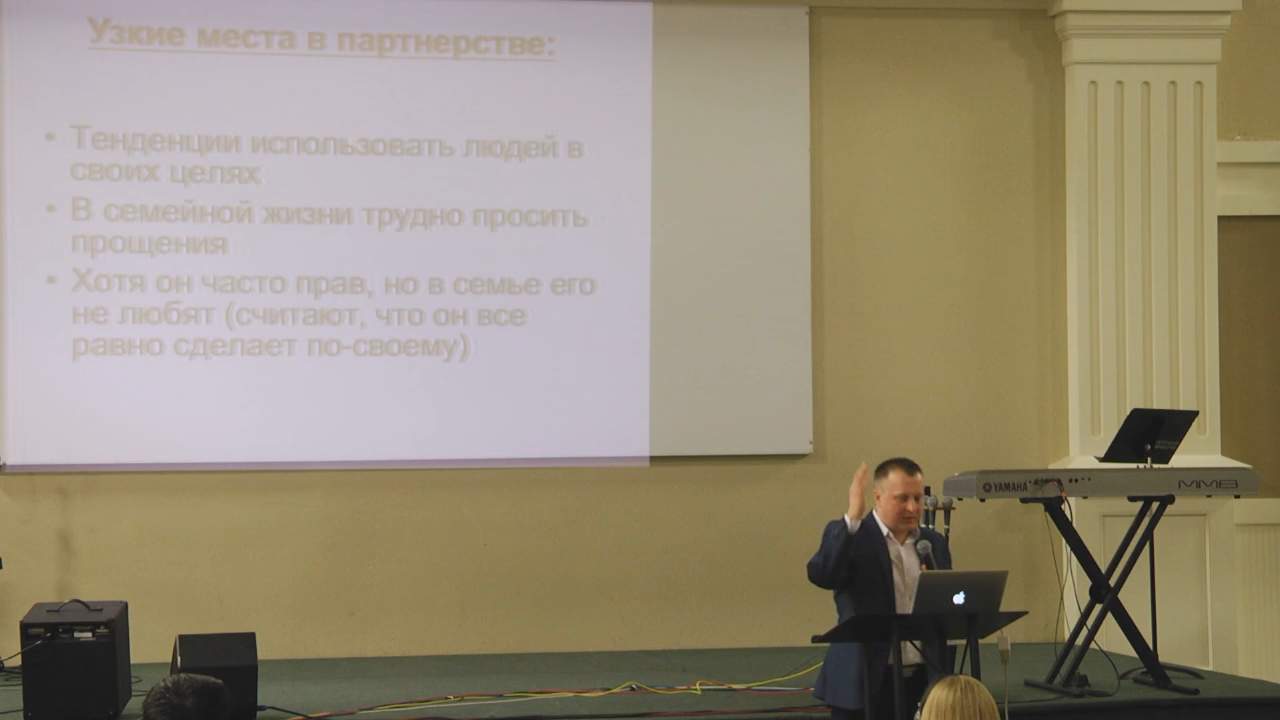 Узкие места в партнерстве:
• Тенденции использовать людей в
своих целях
• В семейной жизни трудно просить
прощения
• Хотя он часто прав, но в семье его
не любят (считают, что он все
равно сделает по-своему)
YAMAHA
MM8